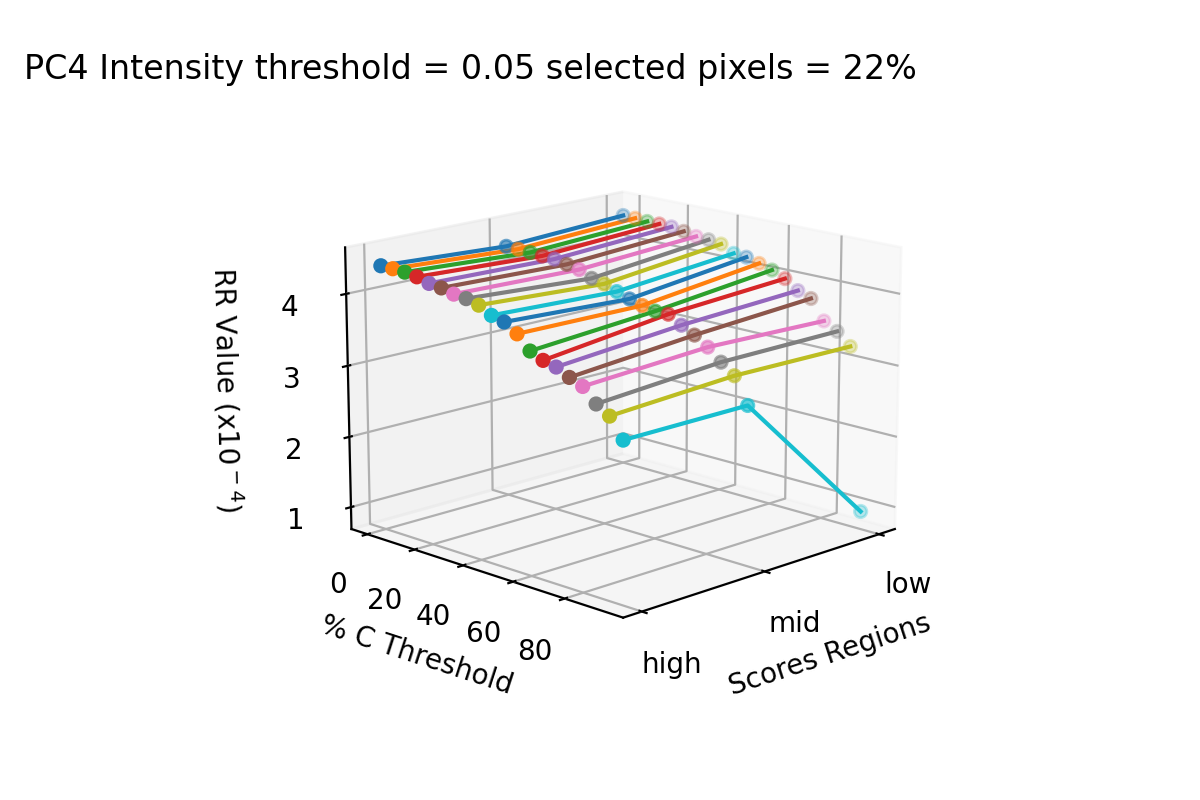 PC4 Intensity threshold = 0.05 selected pixels = 22%
RR Value (x10⁻⁴)
4
3
2
1
0
20
40
60
80
% C Threshold
high
mid
low
Scores Regions